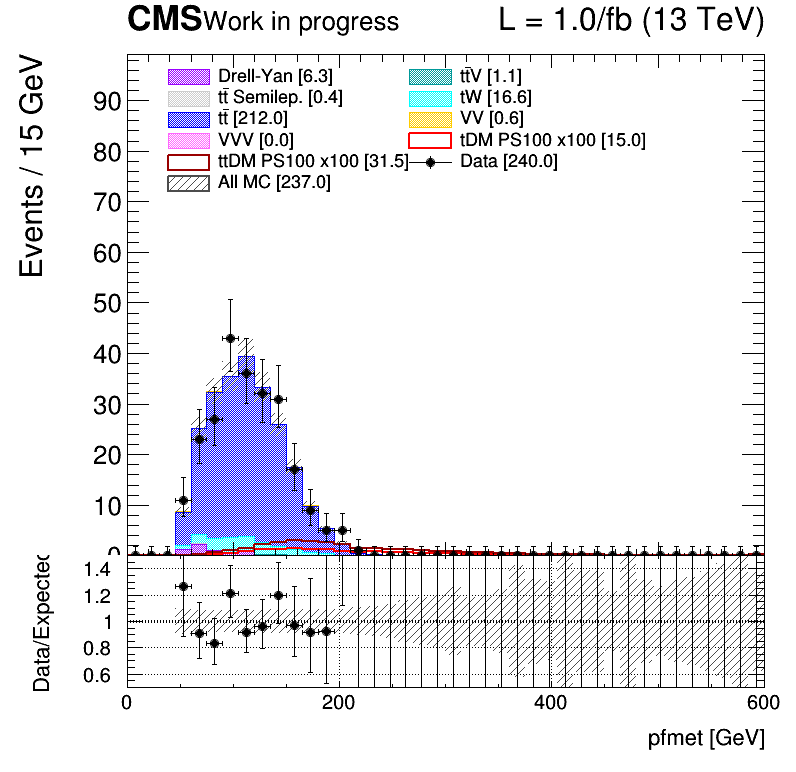 CMS Work in progress L = 1.0/fb (13 TeV)
Events / 15 GeV
Drell-Yan [6.3] tt̄V [1.1]
tt̄ Semilep. [0.4] tW [16.6]
tt̄ [212.0] VV [0.6]
VVV [0.0] tDM PS100 x100 [15.0]
ttDM PS100 x100 [31.5] Data [240.0]
All MC [237.0]
90
80
70
60
50
40
30
20
10
0
Data/Expected
1.4
1.2
1
0.8
0.6
0 200 400 600
pfmet [GeV]